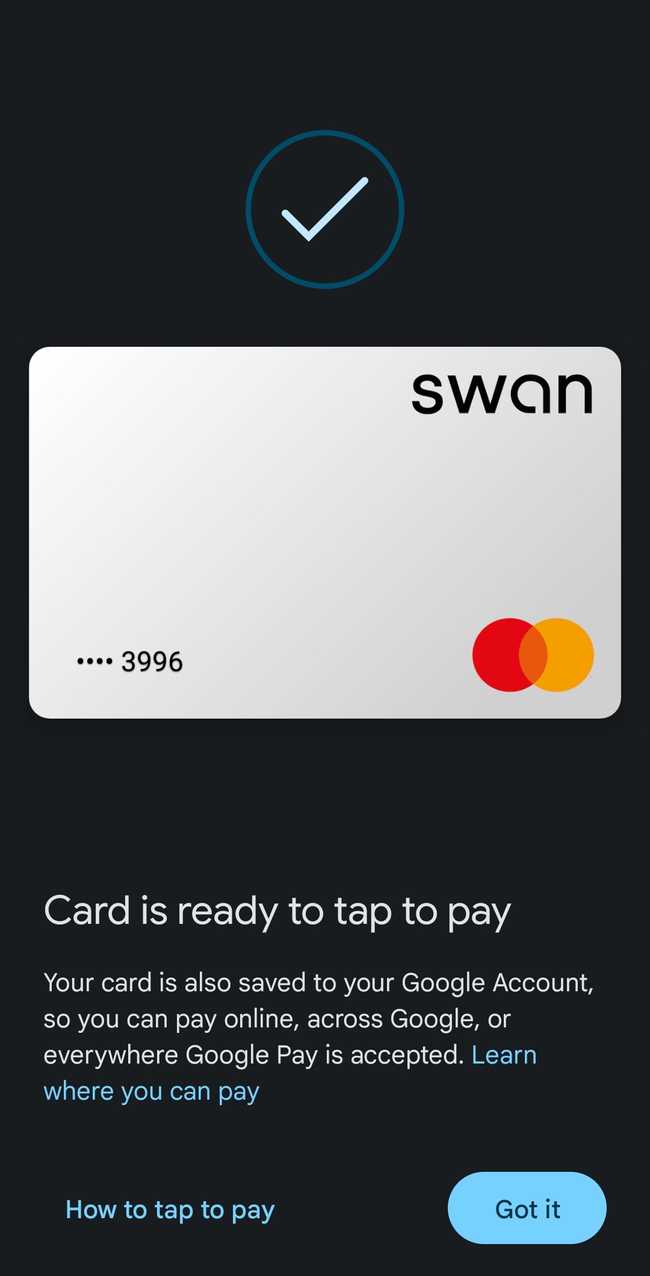 swan
•••• 3996
Card is ready to tap to pay
Your card is also saved to your Google Account,
so you can pay online, across Google, or
everywhere Google Pay is accepted. Learn
where you can pay
How to tap to pay
Got it